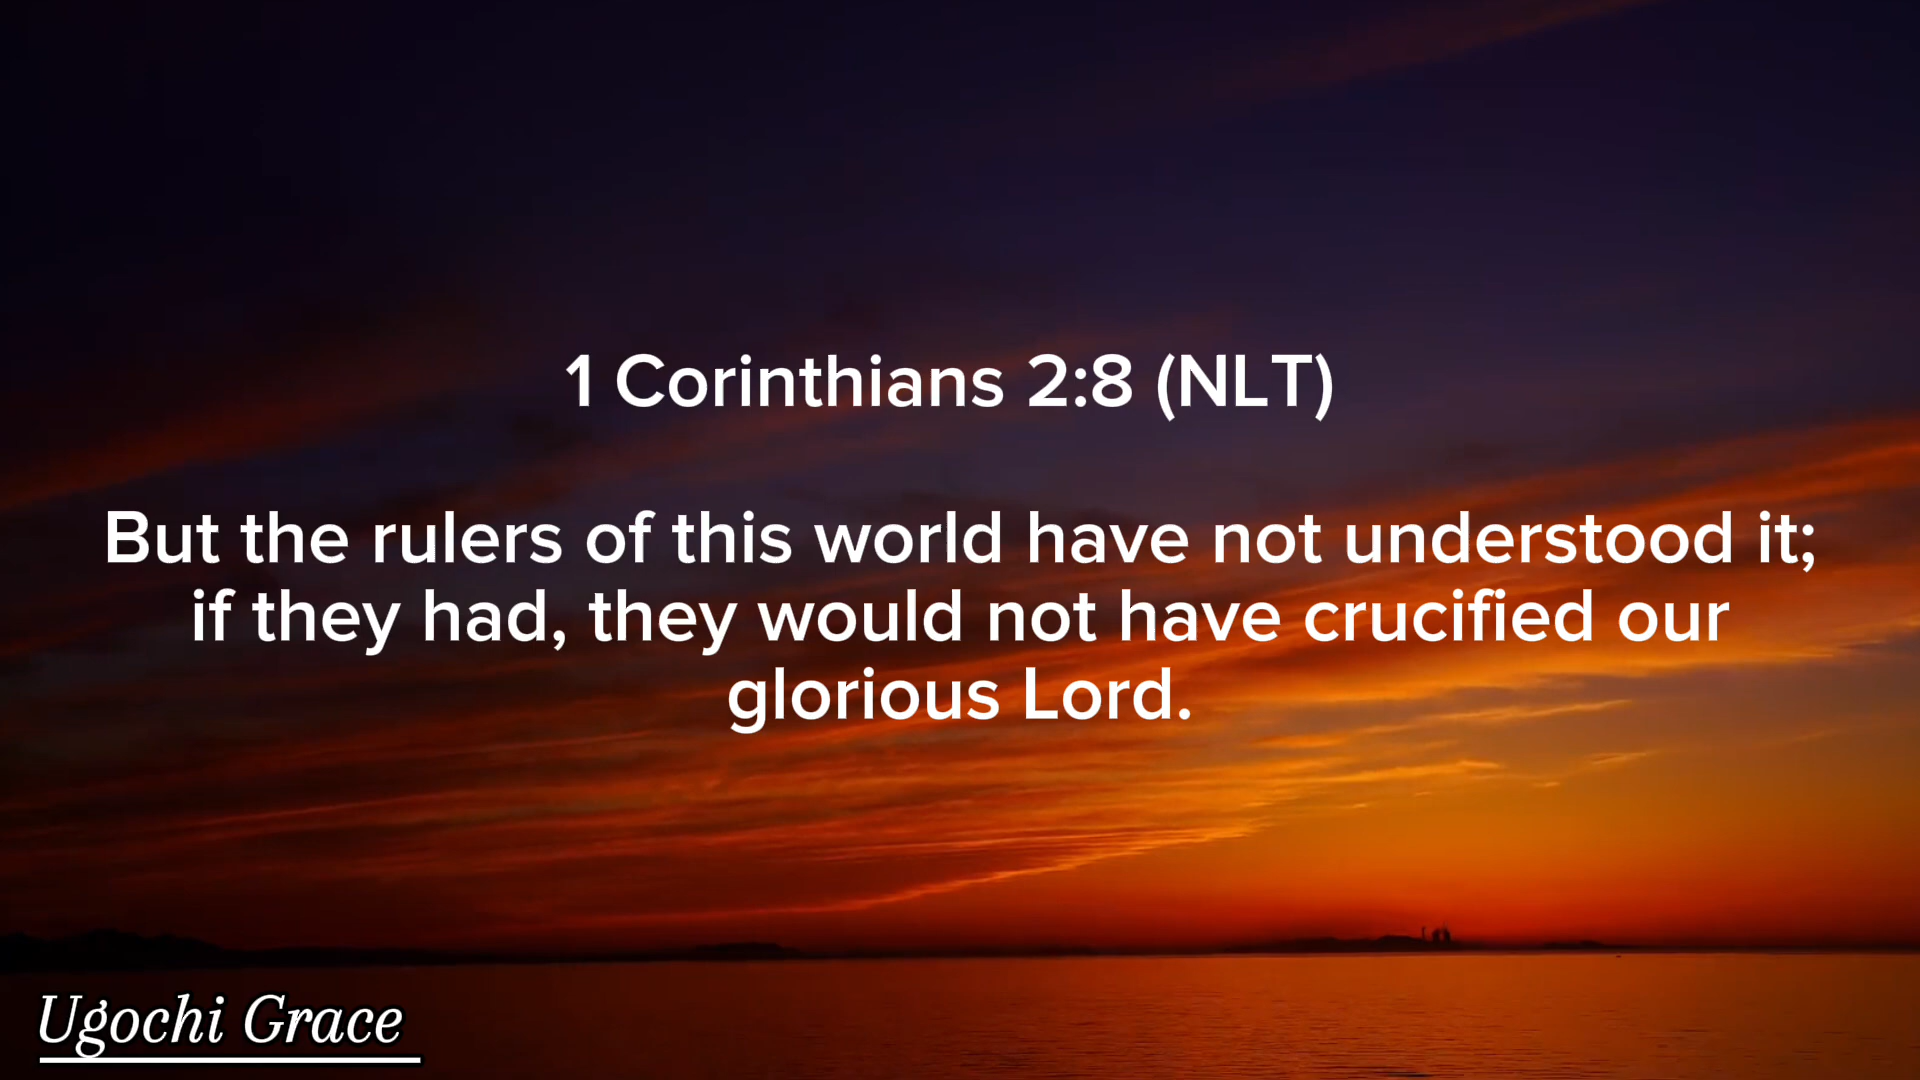 1 Corinthians 2:8 (NLT)
But the rulers of this world have not understood it;
if they had, they would not have crucified our
glorious Lord.
Ugochi Grace